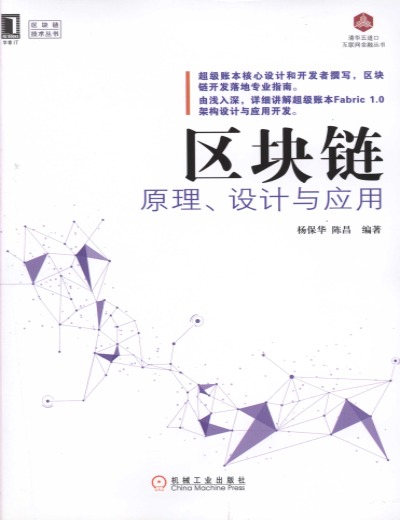 华章IT
区块链
技术丛书
清华五道口
互联网金融丛书
超级账本核心设计和开发者撰写，区块
链开发落地专业指南。
由浅入深，详细讲解超级账本Fabric 1.0
架构设计与应用开发。
区块链
原理、设计与应用
杨保华 陈昌 编著
机械工业出版社
China Machine Press